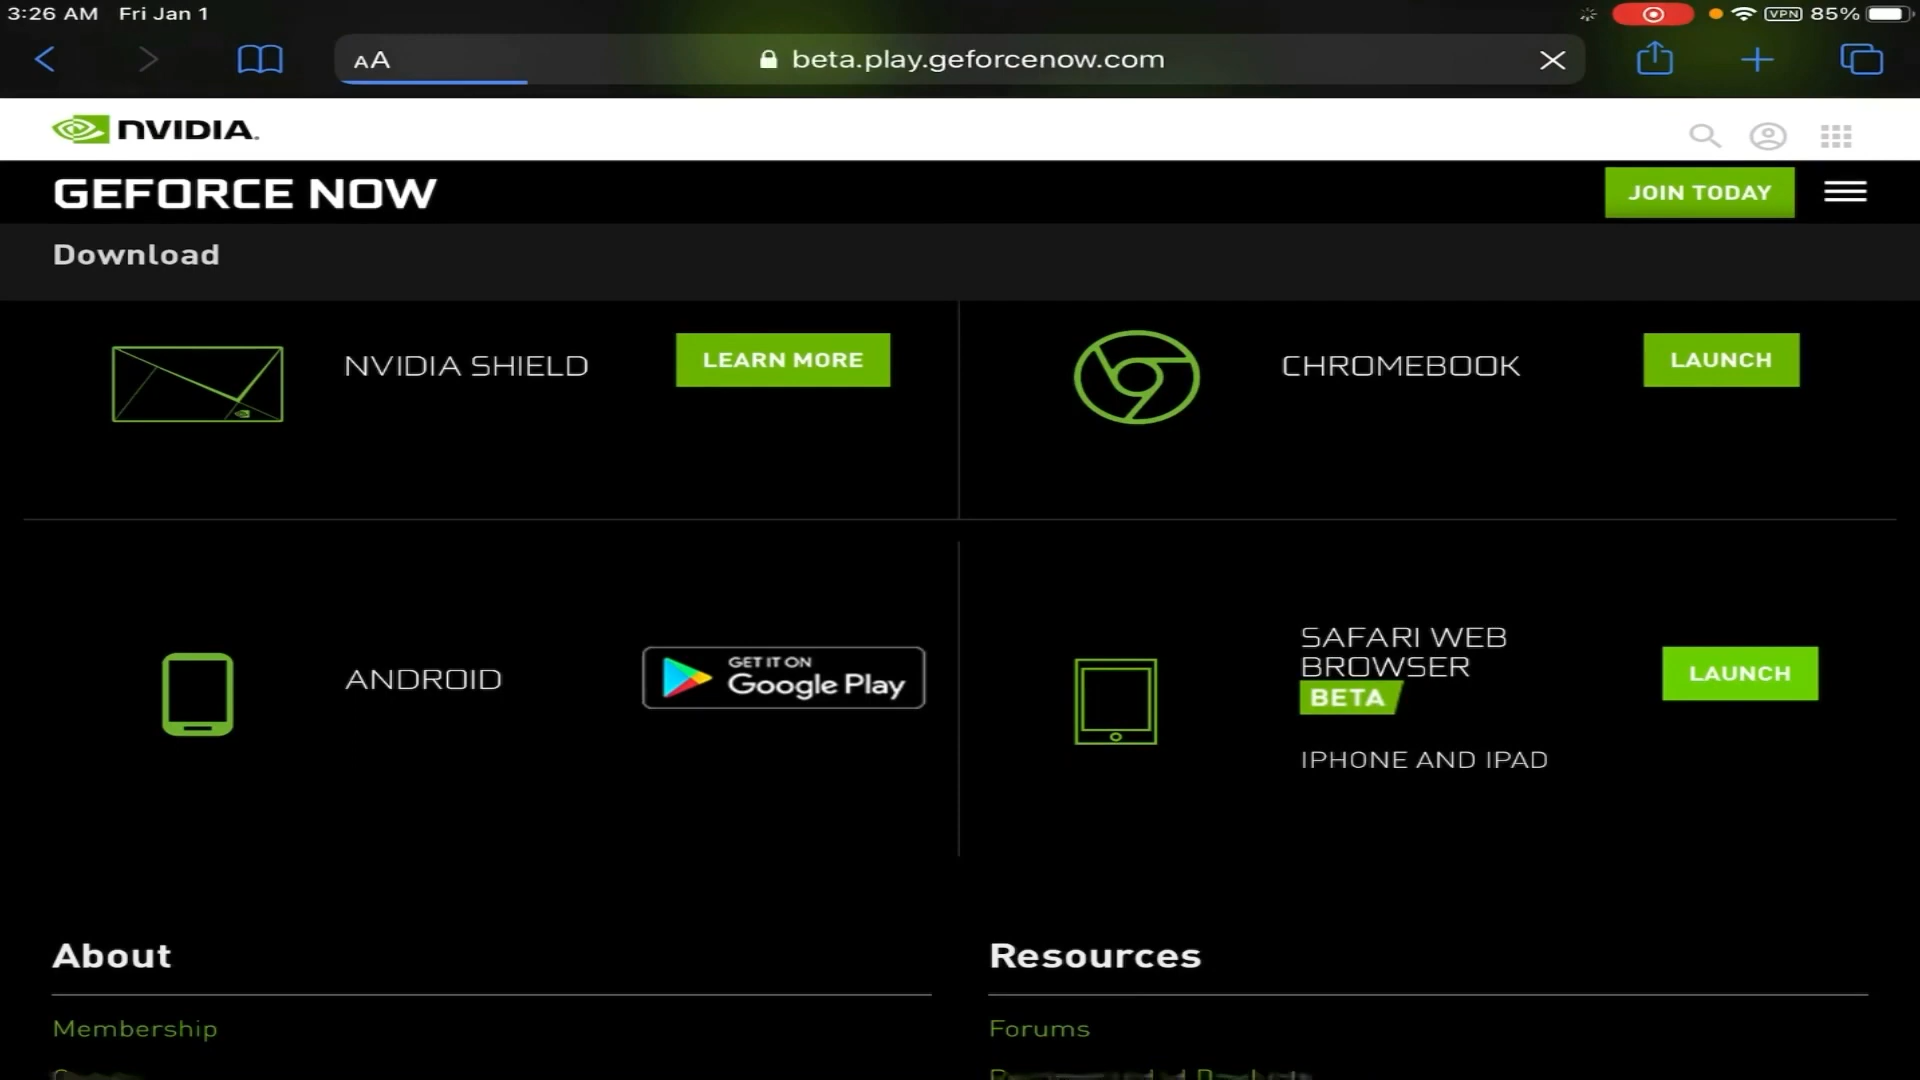 3:26 AM Fri Jan 1
VPN 85%
AA beta.play.geforcenow.com
NVIDIA.
GEFORCE NOW
JOIN TODAY
Download
NVIDIA SHIELD
LEARN MORE
CHROMEBOOK
LAUNCH
ANDROID
GET IT ON
Google Play
SAFARI WEB
BROWSER
BETA
IPHONE AND IPAD
LAUNCH
About
Resources
Membership
Forums